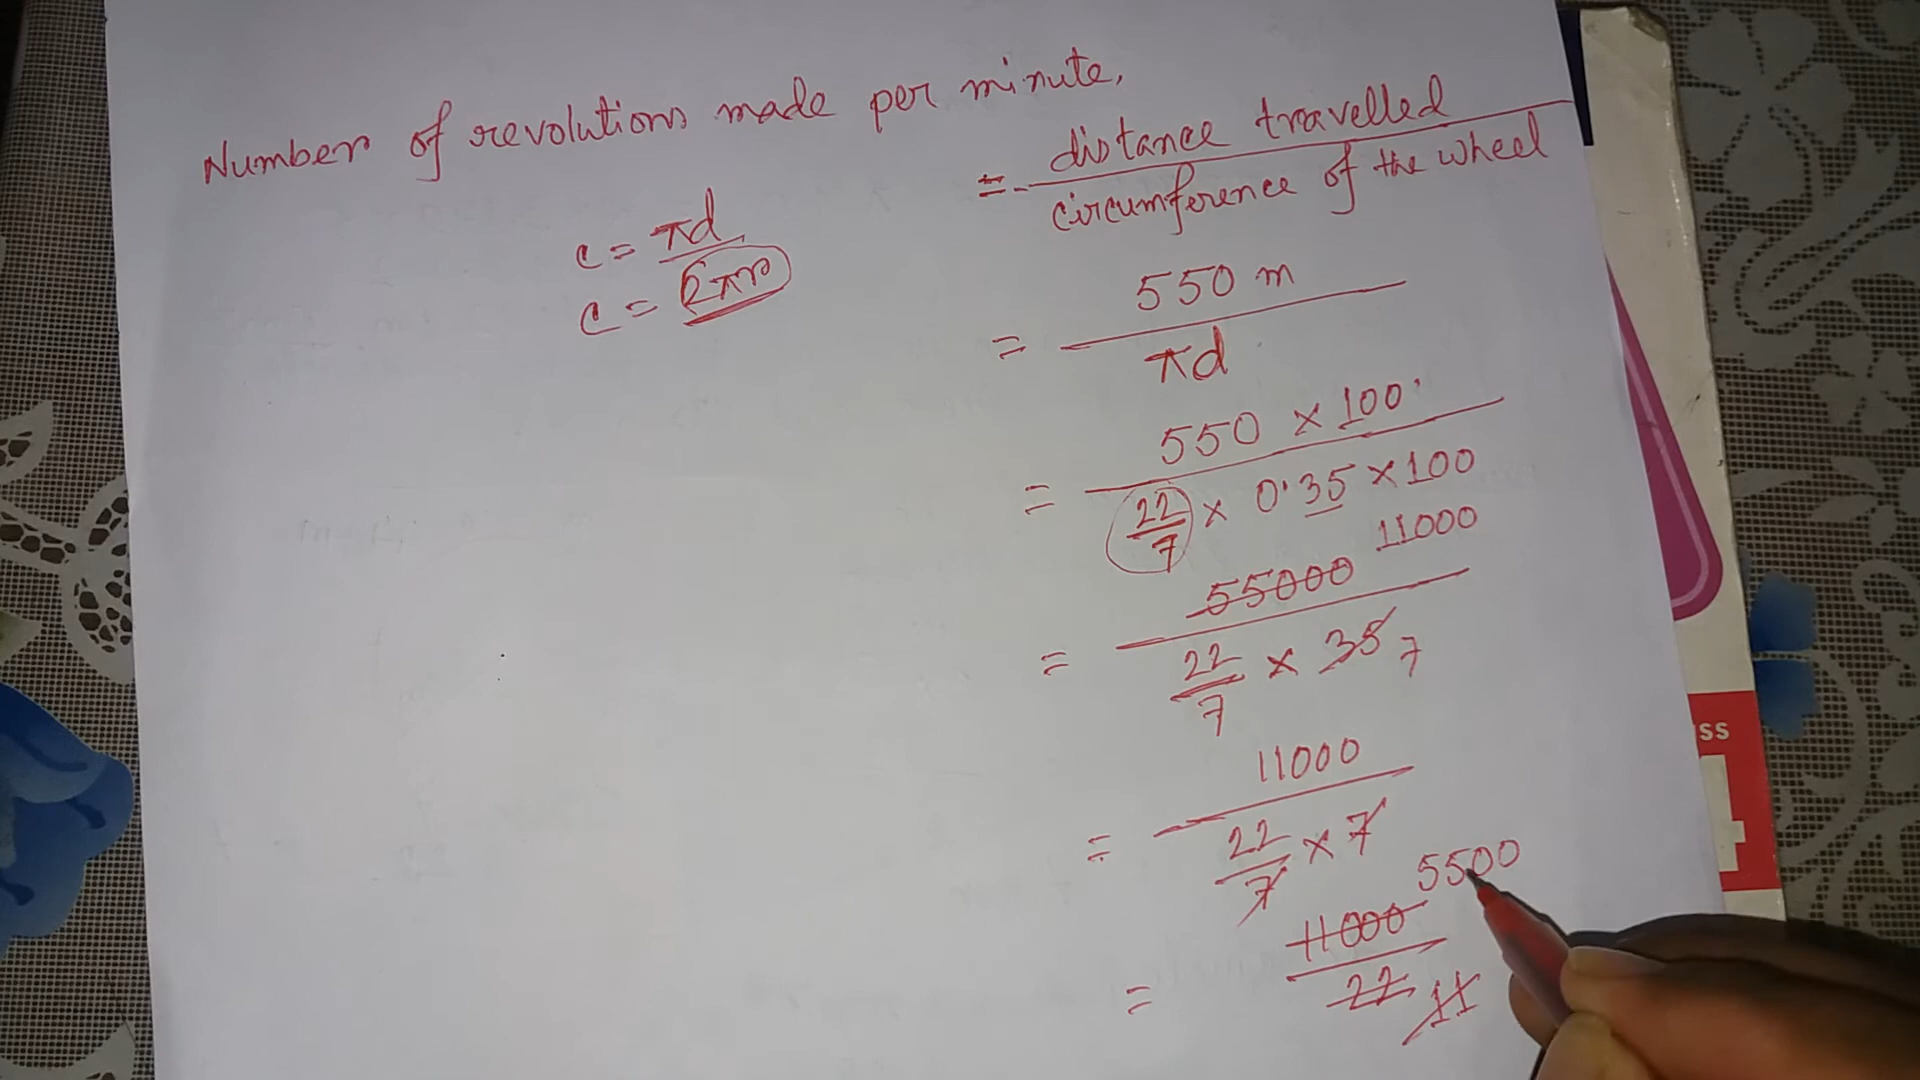 Number of revolutions made per minute,
= distance travelled
circumference of the wheel
c = πd
c = 2πr
= 550 m
πd
= 550 × 100
22/7 × 0.35 × 100
= 55000 11000
22/7 × 35 7
= 11000
22/7 × 7
= 11000 5500
22 11
ss